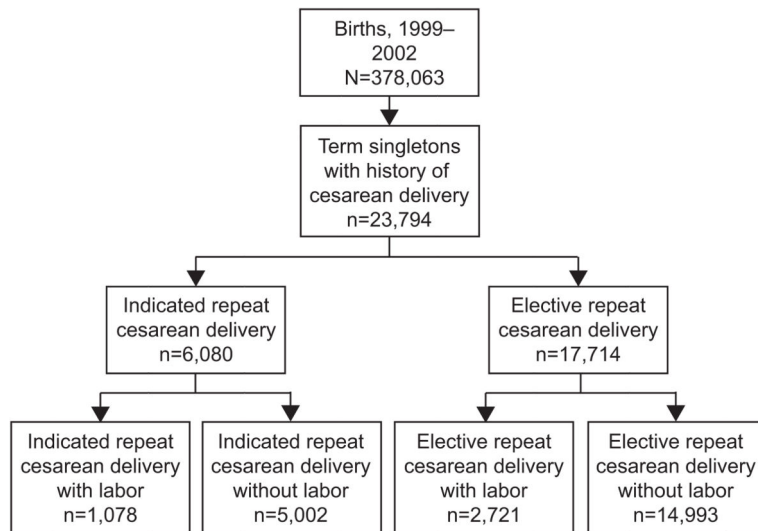 Births, 1999–
2002
N=378,063
Term singletons
with history of
cesarean delivery
n=23,794
Indicated repeat
cesarean delivery
n=6,080
Elective repeat
cesarean delivery
n=17,714
Indicated repeat
cesarean delivery
with labor
n=1,078
Indicated repeat
cesarean delivery
without labor
n=5,002
Elective repeat
cesarean delivery
with labor
n=2,721
Elective repeat
cesarean delivery
without labor
n=14,993